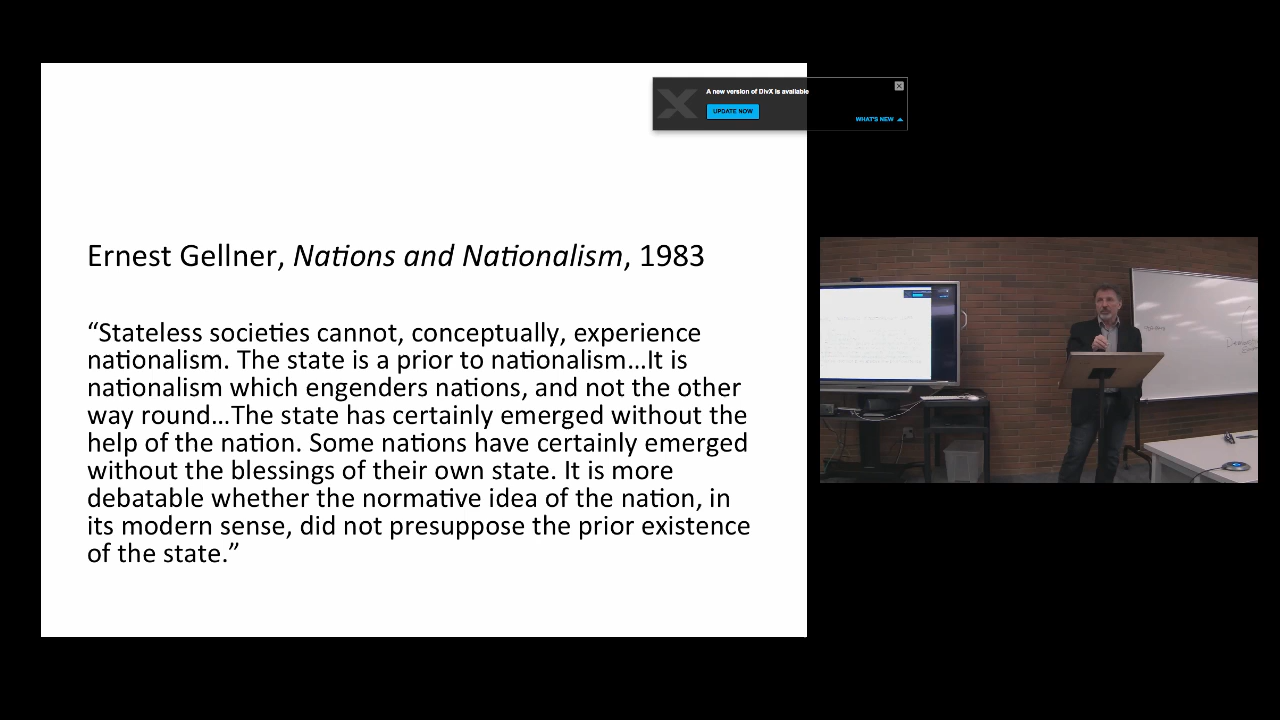 A new version of DivX is available
UPDATE NOW
WHAT'S NEW
Ernest Gellner, Nations and Nationalism, 1983
“Stateless societies cannot, conceptually, experience
nationalism. The state is a prior to nationalism…It is
nationalism which engenders nations, and not the other
way round…The state has certainly emerged without the
help of the nation. Some nations have certainly emerged
without the blessings of their own state. It is more
debatable whether the normative idea of the nation, in
its modern sense, did not presuppose the prior existence
of the state.”